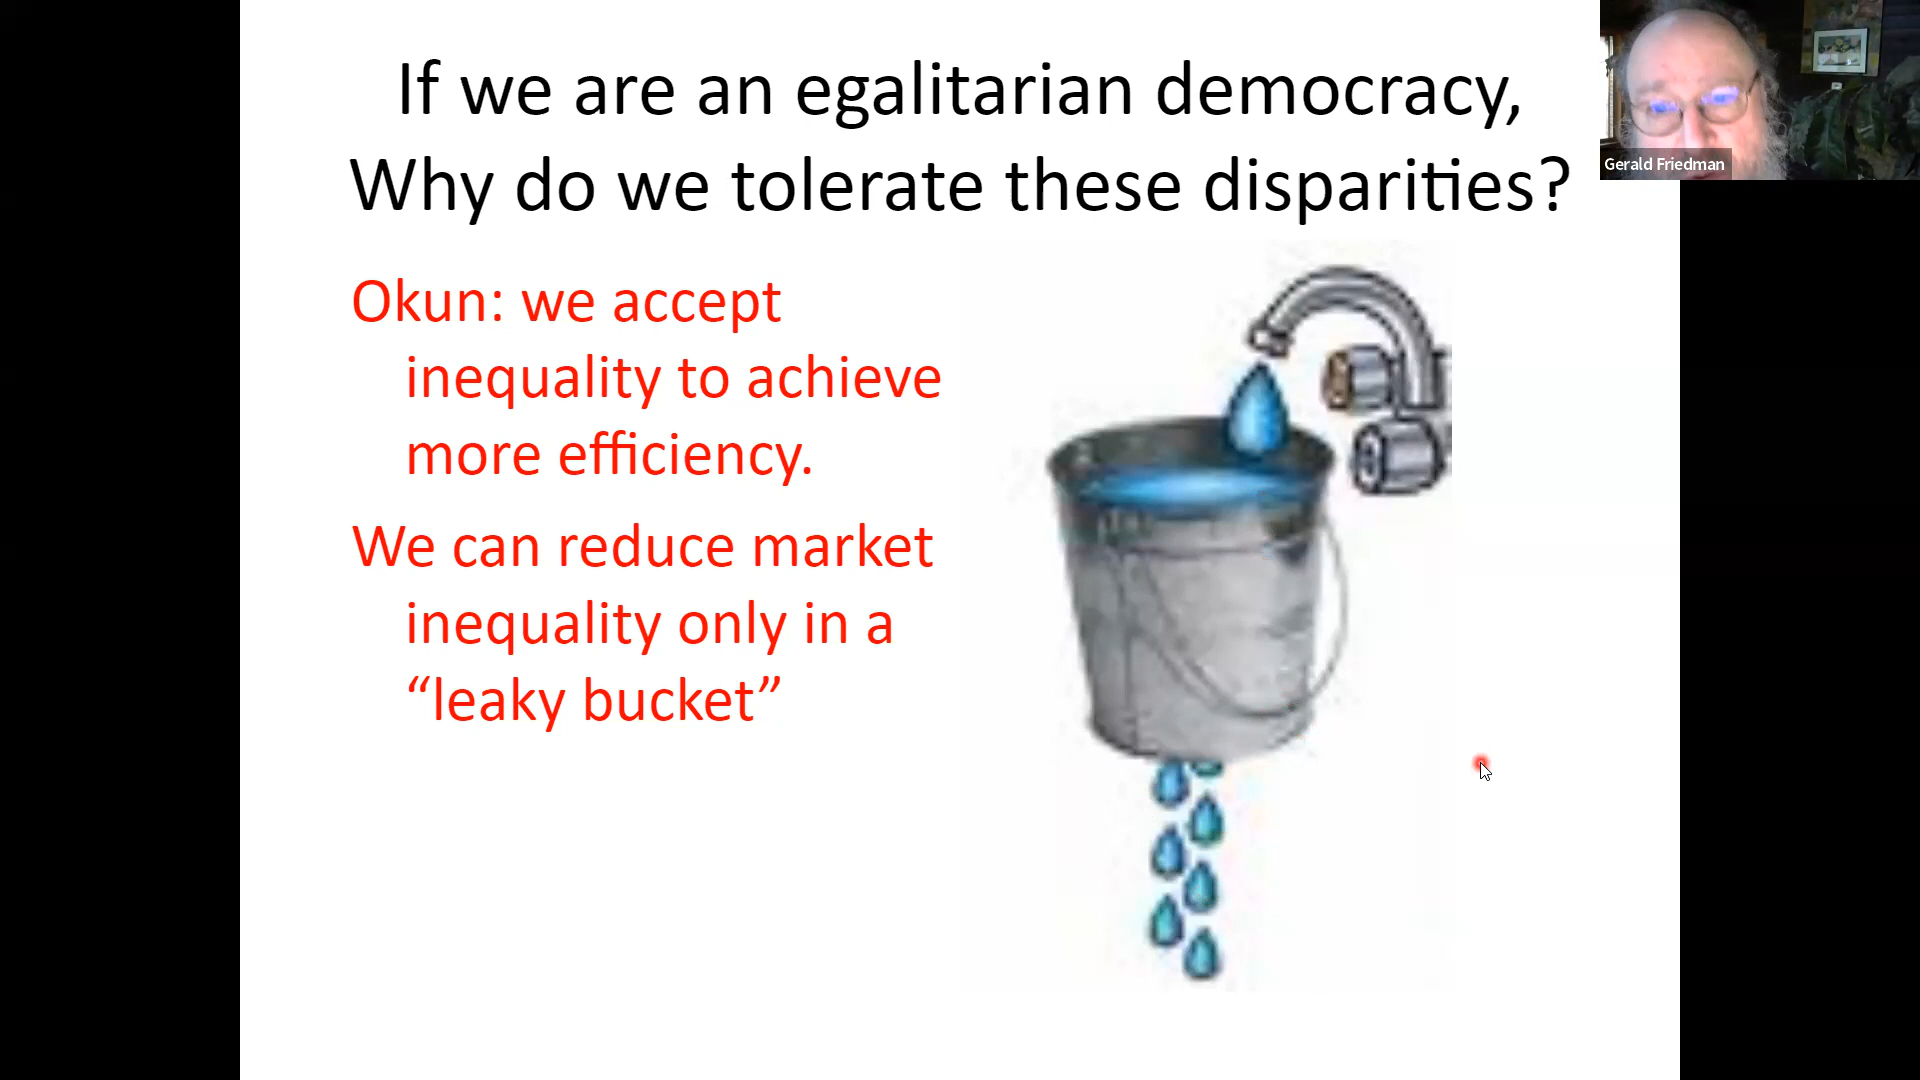 If we are an egalitarian democracy,
Why do we tolerate these disparities?
Gerald Friedman
Okun: we accept
inequality to achieve
more efficiency.
We can reduce market
inequality only in a
“leaky bucket”